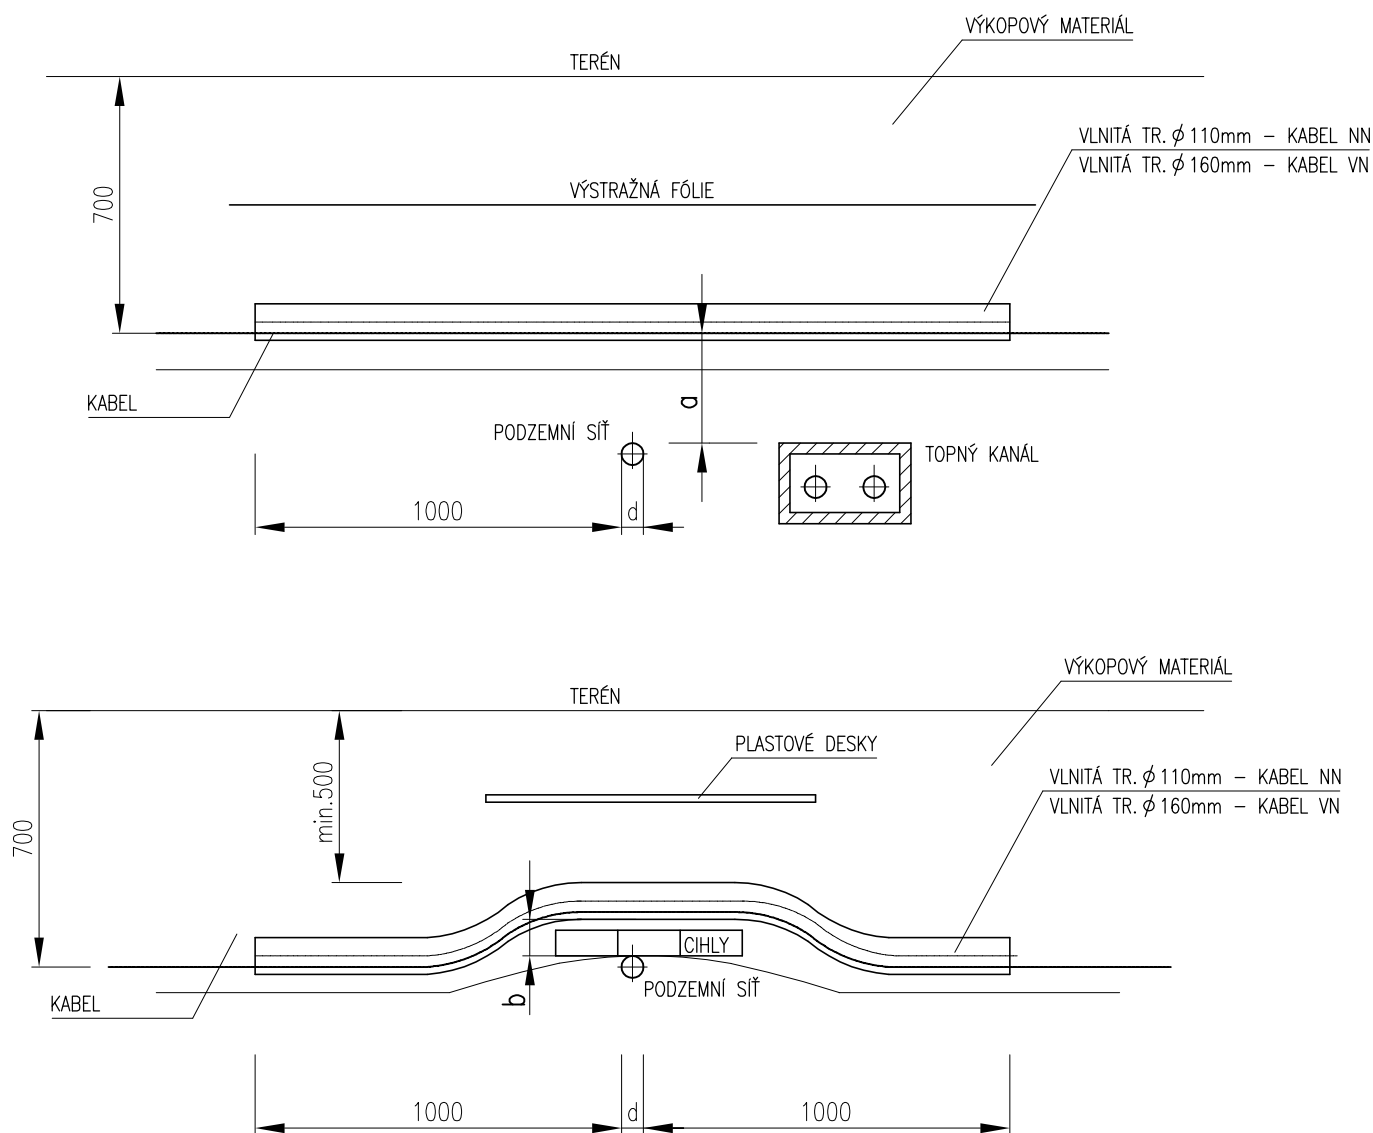 VÝKOPOVÝ MATERIÁL
TERÉN
VLNITÁ TR. ϕ 110mm – KABEL NN
VLNITÁ TR. ϕ 160mm – KABEL VN
700
VÝSTRAŽNÁ FÓLIE
KABEL
a
PODZEMNÍ SÍŤ
TOPNÝ KANÁL
1000
d
VÝKOPOVÝ MATERIÁL
TERÉN
PLASTOVÉ DESKY
VLNITÁ TR. ϕ 110mm – KABEL NN
VLNITÁ TR. ϕ 160mm – KABEL VN
min.500
700
CIHLY
PODZEMNÍ SÍŤ
b
KABEL
1000
d
1000